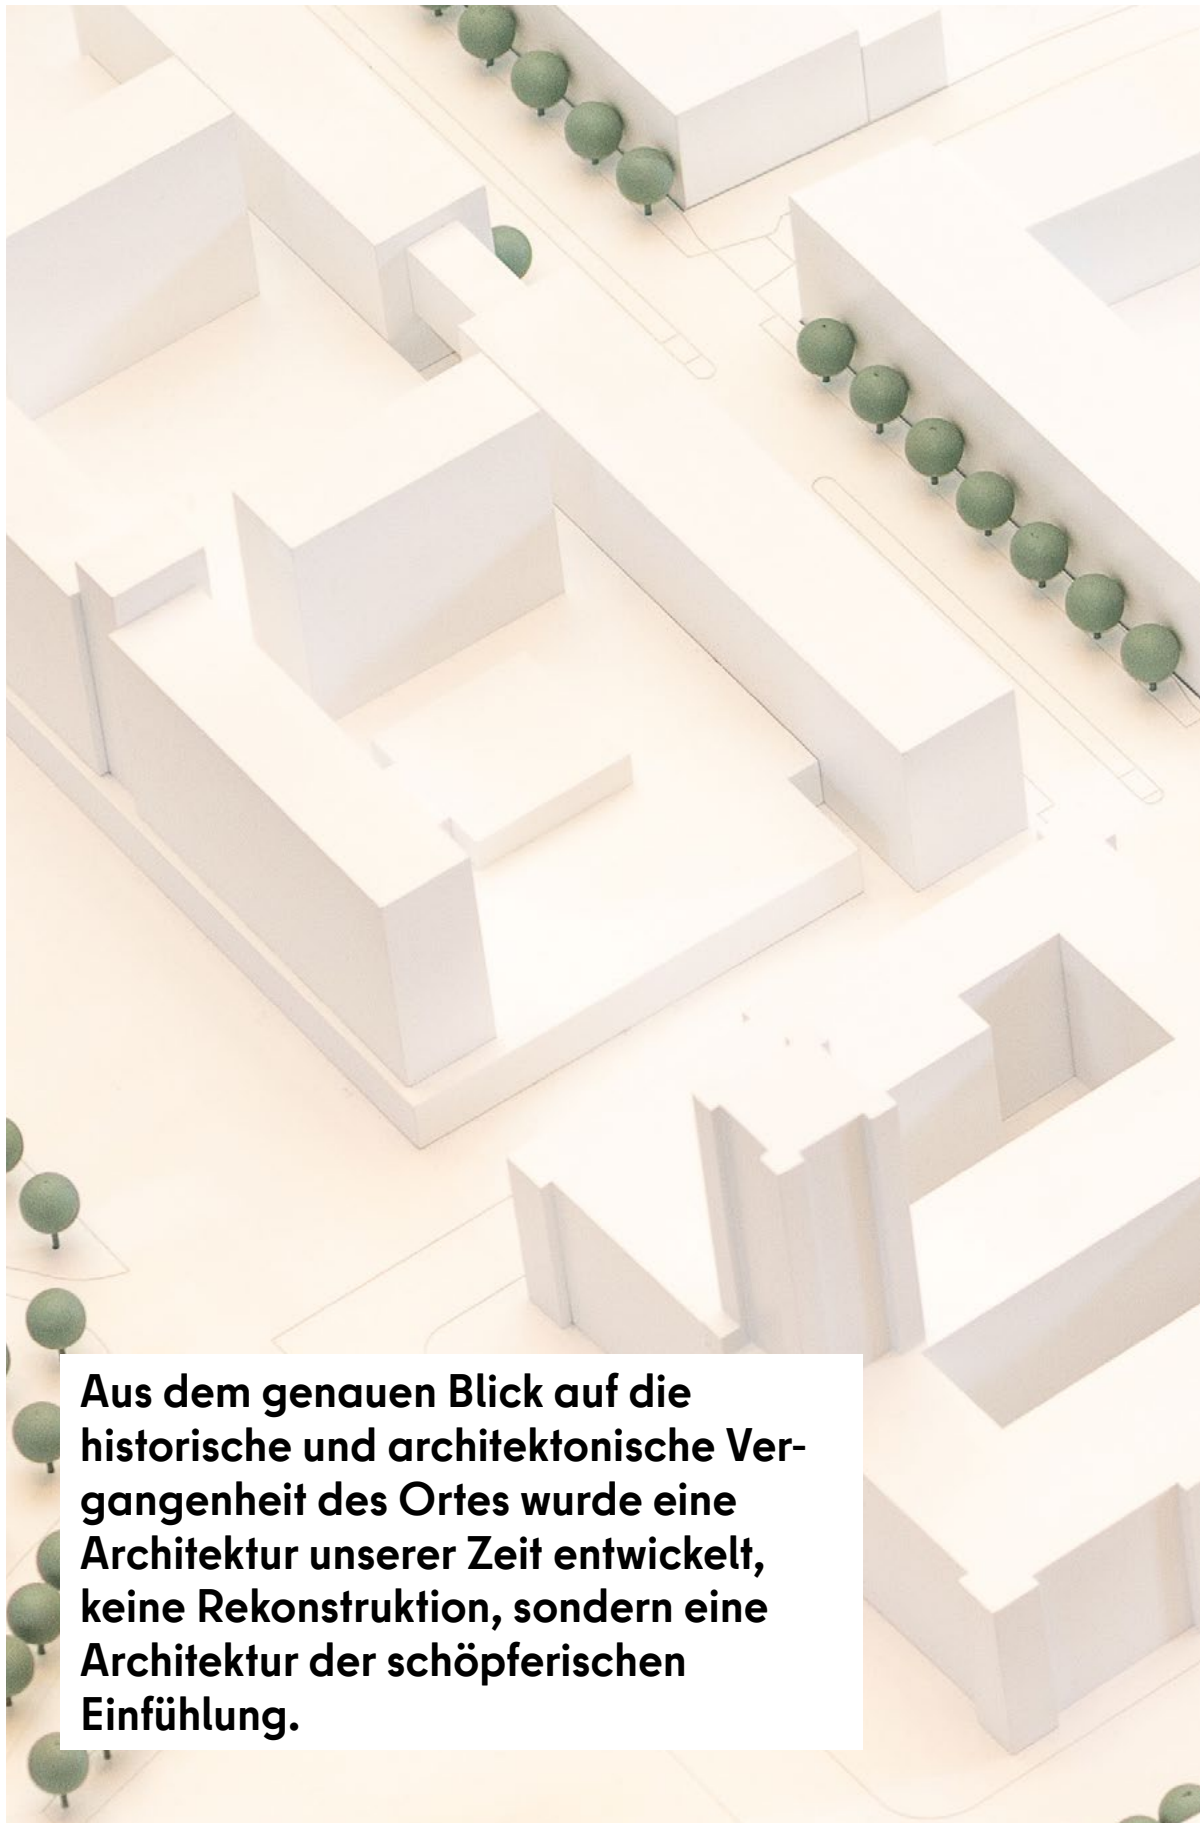 Aus dem genauen Blick auf die
historische und architektonische Ver-
gangenheit des Ortes wurde eine
Architektur unserer Zeit entwickelt,
keine Rekonstruktion, sondern eine
Architektur der schöpferischen
Einfühlung.